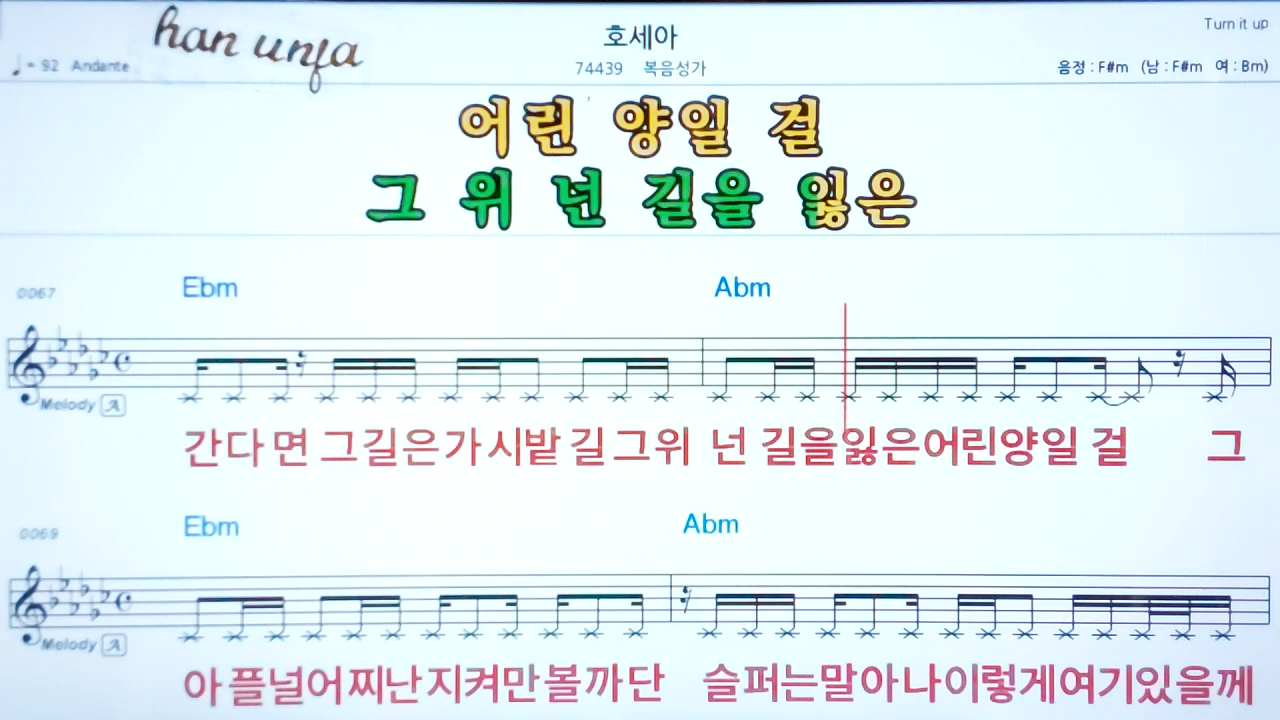 han unfa
호세아
Turn it up
♩= 92 Andante
74439 복음성가
음정 : F#m (남 : F#m 여 : Bm)
어린 양일 걸
그 위 넌 길을 잃은
0067 Ebm Abm
Melody A
간다면 그길은가시밭길그위 넌 길을잃은어린양일 걸 그
0069 Ebm Abm
Melody A
아플널어찌난지켜만볼까단 슬퍼는말아나이렇게여기있을께